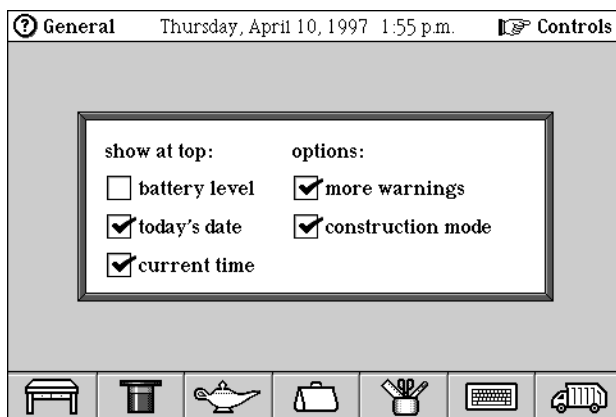 ? General Thursday, April 10, 1997 1:55 p.m. Controls
show at top: options:
battery level more warnings
today's date construction mode
current time